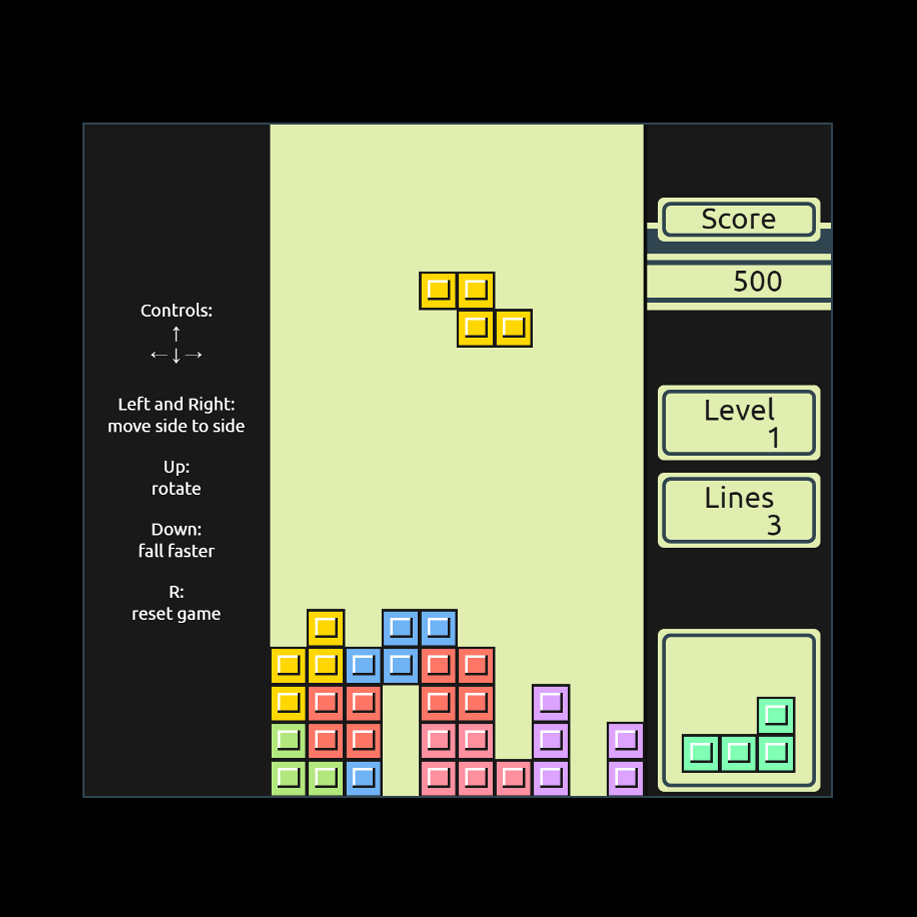 Controls:
↑
←↓→
Left and Right:
move side to side
Up:
rotate
Down:
fall faster
R:
reset game
Score
500
Level
1
Lines
3